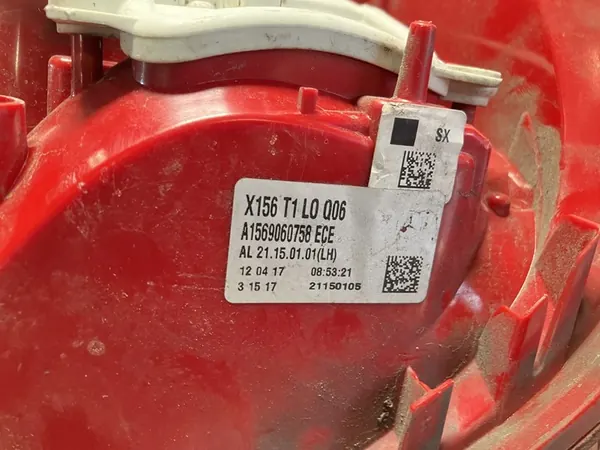 SX
X156 T1 LO Q06
A1569060758 ECE
AL 21.15.01.01(LH)
12 04 17 08:53:21
3 15 17 21150105